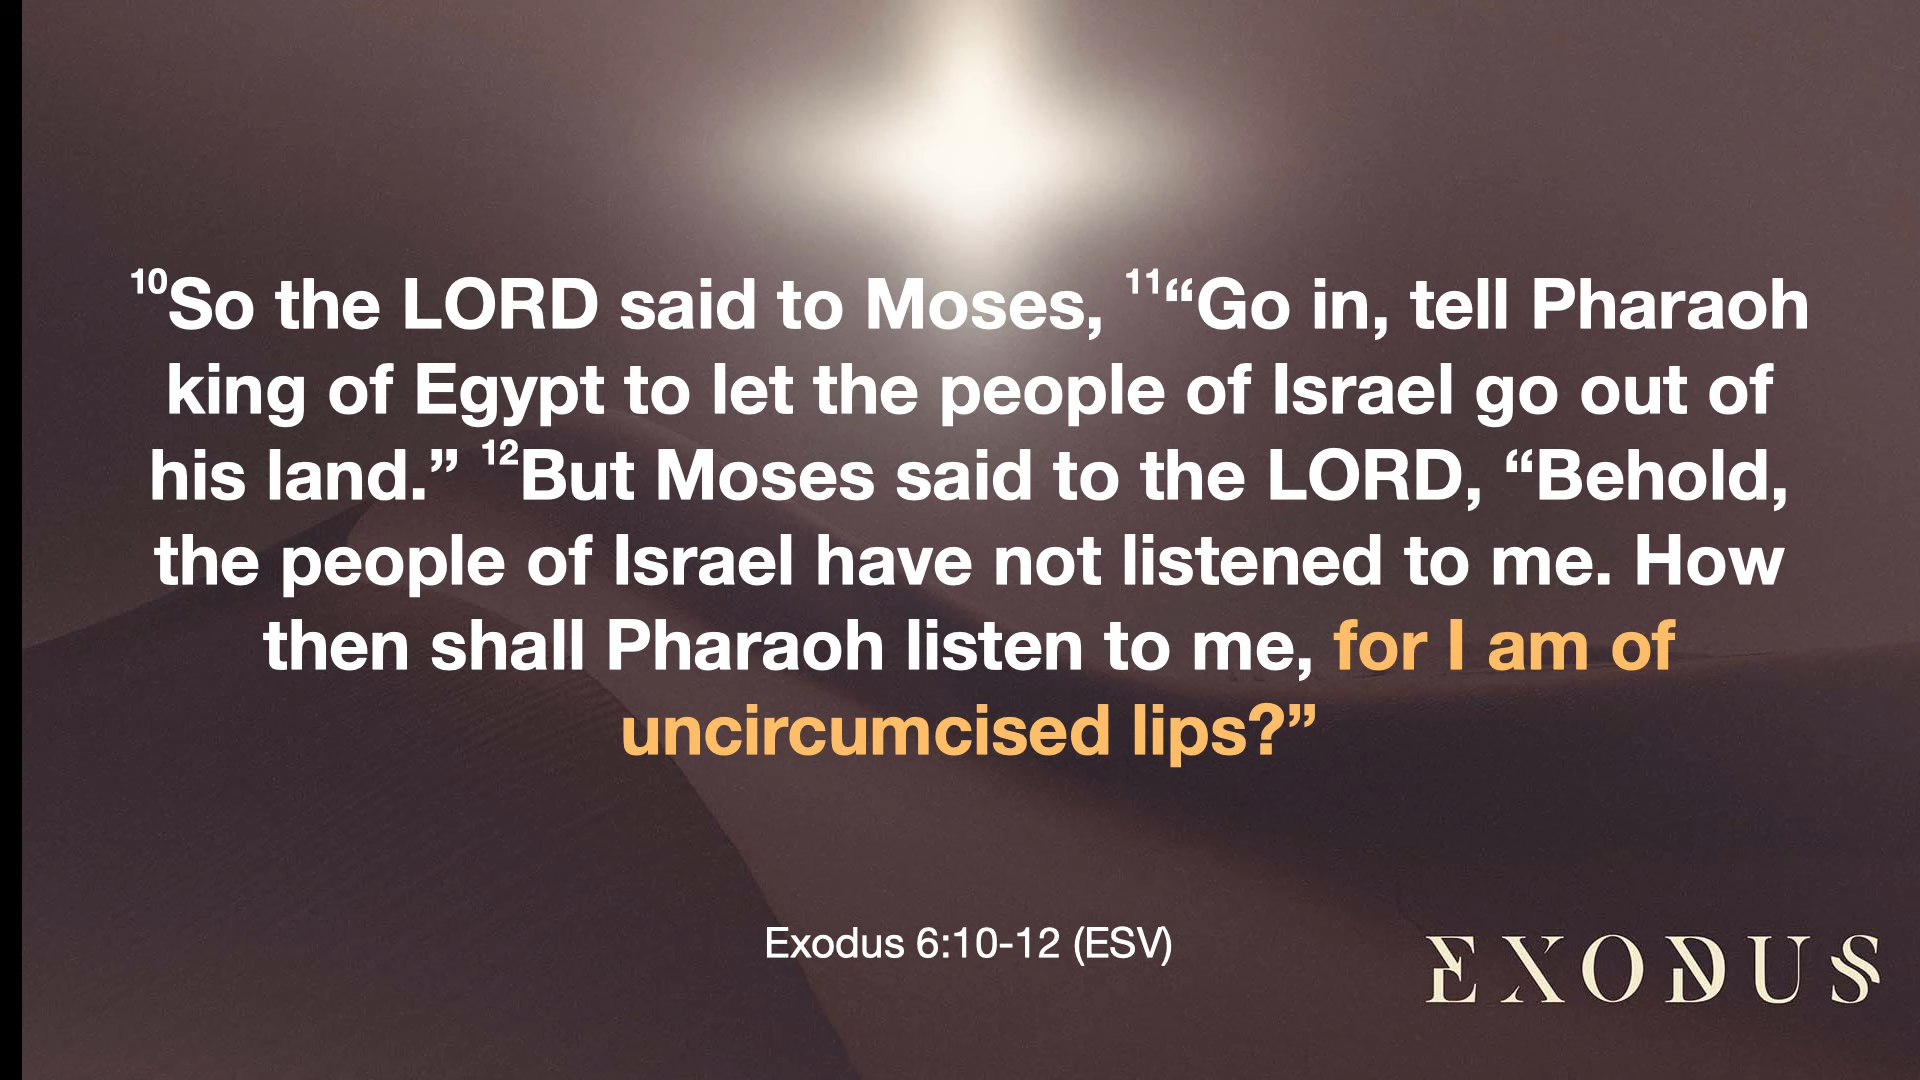 ¹⁰So the LORD said to Moses, ¹¹“Go in, tell Pharaoh
king of Egypt to let the people of Israel go out of
his land.” ¹²But Moses said to the LORD, “Behold,
the people of Israel have not listened to me. How
then shall Pharaoh listen to me, for I am of
uncircumcised lips?”
Exodus 6:10-12 (ESV)
EXODUS